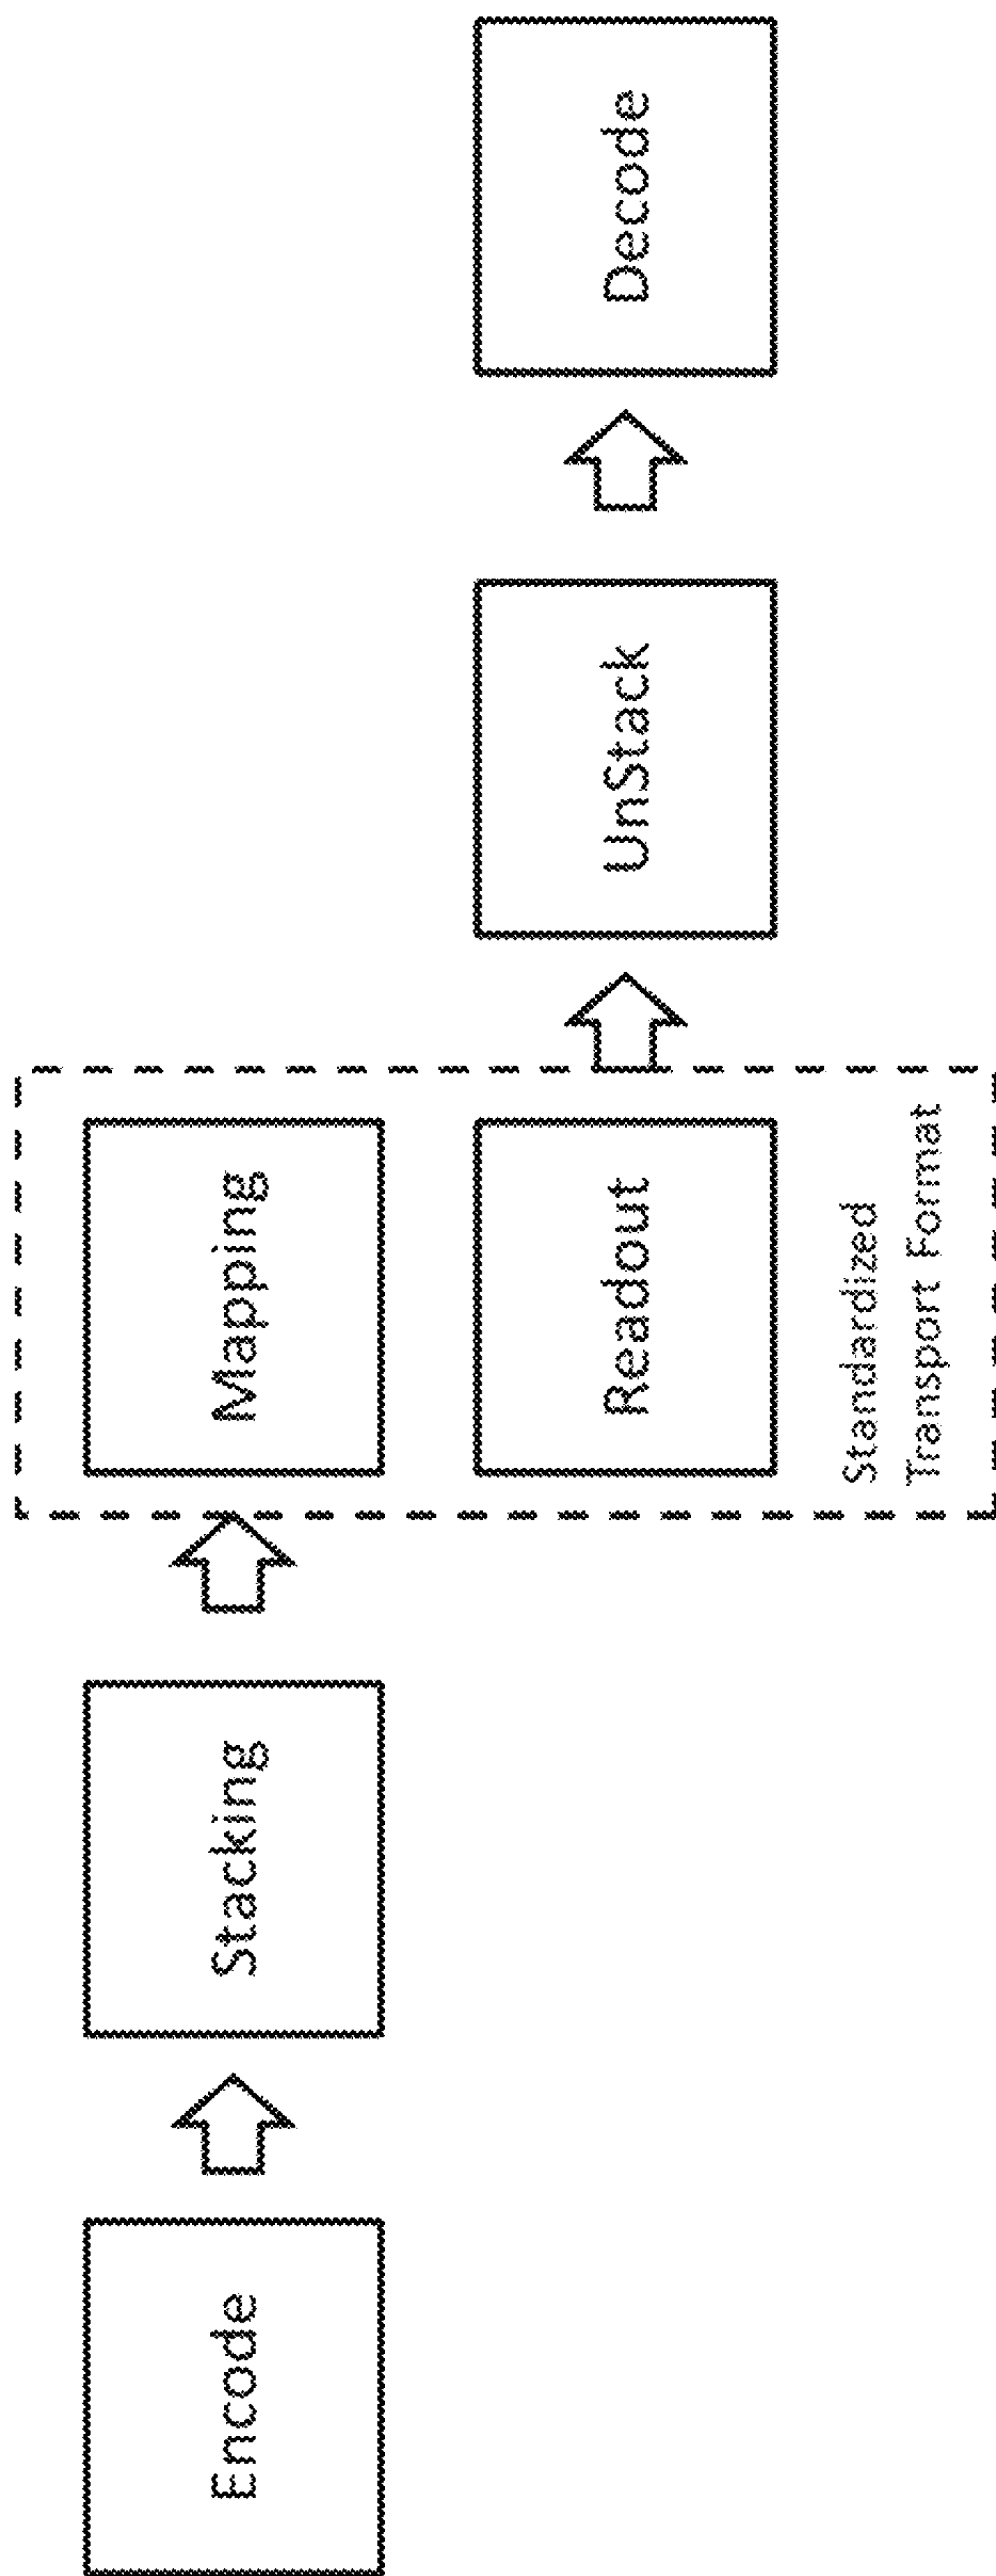 Encode
Stacking
Mapping
Readout
Standardized
Transport Format
UnStack
Decode